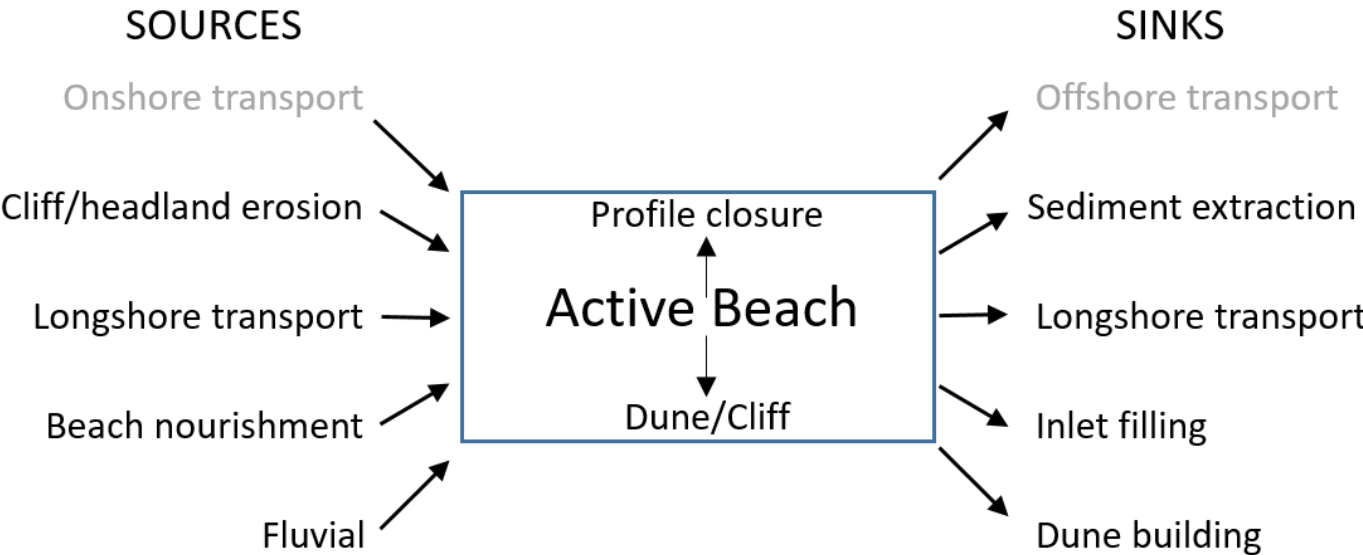 SOURCES
SINKS
Onshore transport
Offshore transport
Cliff/headland erosion
Profile closure
Sediment extraction
Longshore transport
Active Beach
Longshore transport
Beach nourishment
Dune/Cliff
Inlet filling
Fluvial
Dune building